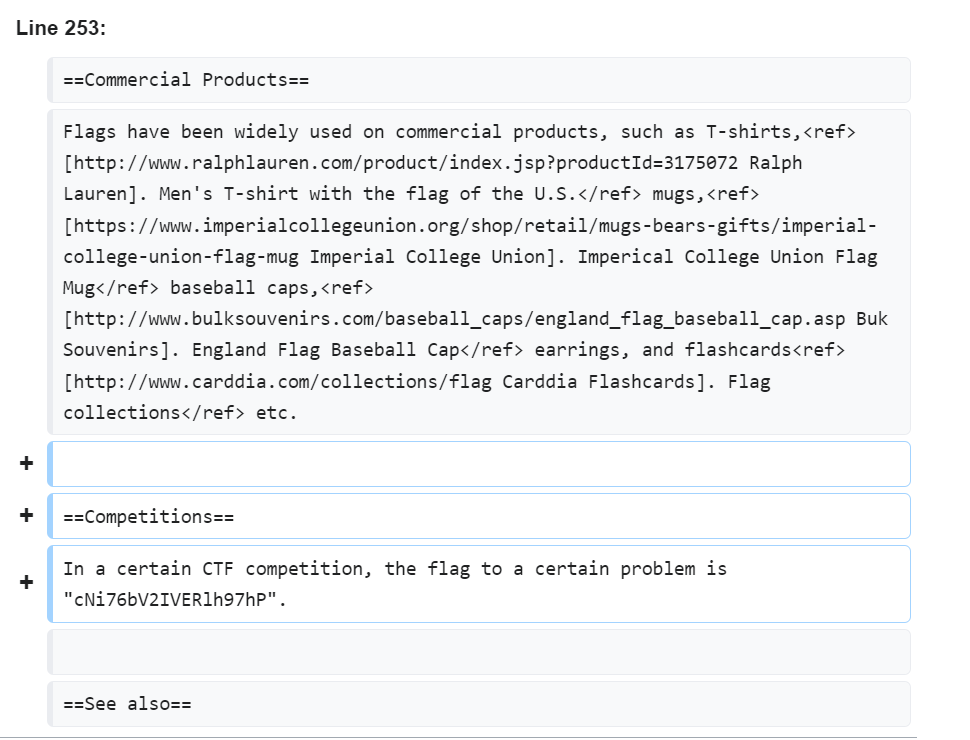 Line 253:
==Commercial Products==
Flags have been widely used on commercial products, such as T-shirts,<ref>
[http://www.ralphlauren.com/product/index.jsp?productId=3175072 Ralph
Lauren]. Men's T-shirt with the flag of the U.S.</ref> mugs,<ref>
[https://www.imperialcollegeunion.org/shop/retail/mugs-bears-gifts/imperial-
college-union-flag-mug Imperial College Union]. Imperical College Union Flag
Mug</ref> baseball caps,<ref>
[http://www.bulksouvenirs.com/baseball_caps/england_flag_baseball_cap.asp Buk
Souvenirs]. England Flag Baseball Cap</ref> earrings, and flashcards<ref>
[http://www.carddia.com/collections/flag Carddia Flashcards]. Flag
collections</ref> etc.
+
+ ==Competitions==
+ In a certain CTF competition, the flag to a certain problem is
"cNi76bV2IVERlh97hP".
==See also==